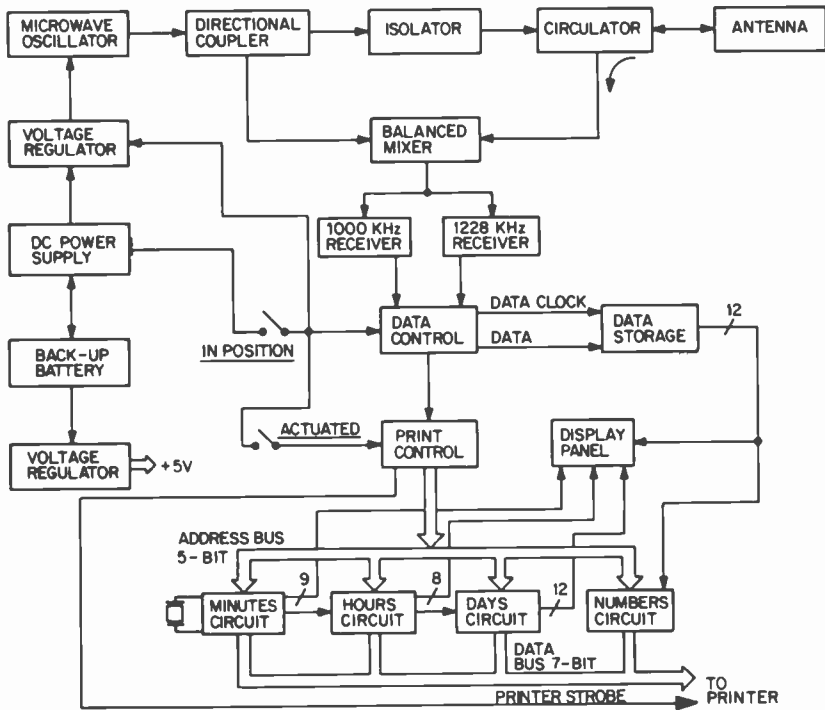 MICROWAVE
OSCILLATOR
DIRECTIONAL
COUPLER
ISOLATOR
CIRCULATOR
ANTENNA
VOLTAGE
REGULATOR
BALANCED
MIXER
DC POWER
SUPPLY
1000 KHz
RECEIVER
1228 KHz
RECEIVER
IN POSITION
DATA
CONTROL
DATA CLOCK
DATA
DATA
STORAGE
12
BACK-UP
BATTERY
VOLTAGE
REGULATOR
+5V
ACTUATED
PRINT
CONTROL
DISPLAY
PANEL
ADDRESS BUS
5-BIT
MINUTES
CIRCUIT
9
HOURS
CIRCUIT
8
DAYS
CIRCUIT
12
NUMBERS
CIRCUIT
DATA
BUS 7-BIT
TO
PRINTER
PRINTER STROBE